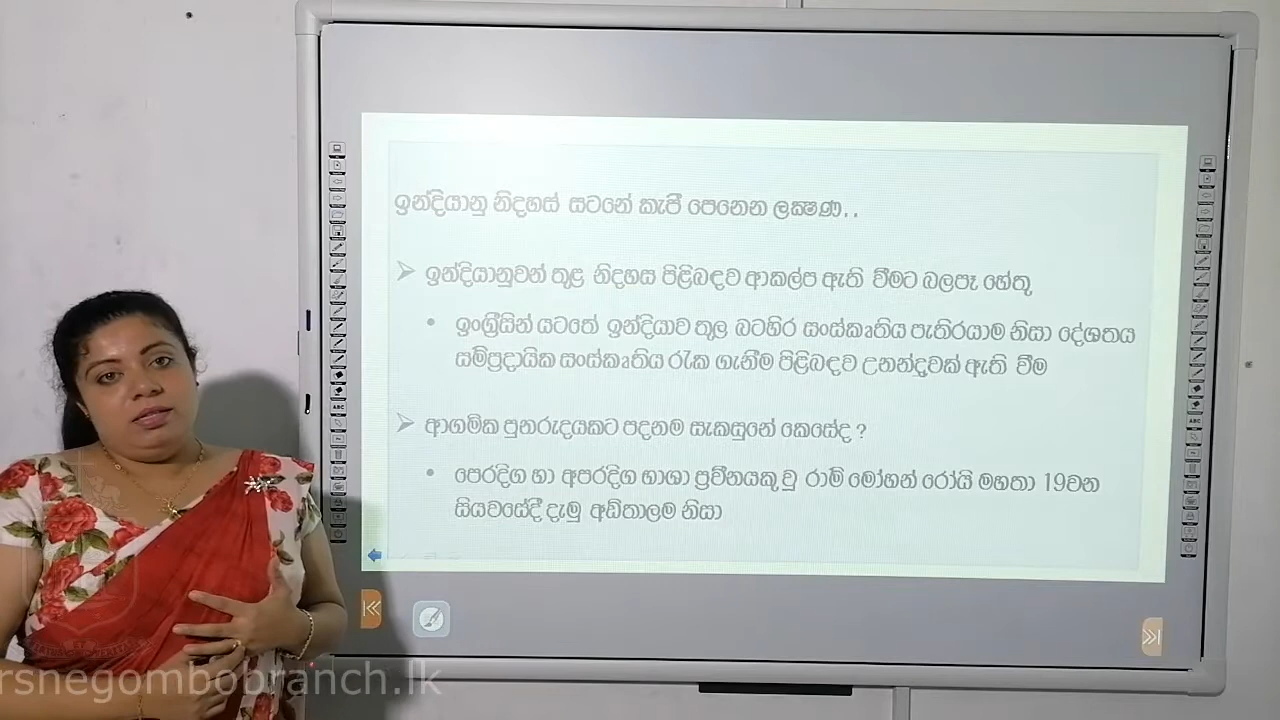 ඉන්දියානු නිදහස් සටනේ කැපී පෙනෙන ලක්ෂණ..
➤ ඉන්දියානුවන් තුළ නිදහස පිළිබඳව ආකල්ප ඇති වීමට බලපෑ හේතු
• ඉංග්‍රීසින් යටතේ ඉන්දියාව තුල බටහිර සංස්කෘතිය පැතිරයාම නිසා දේශීය
සම්ප්‍රදායික සංස්කෘතිය රැක ගැනීම පිළිබඳව උනන්දුවක් ඇති වීම
➤ ආගමික පුනරුදයකට පදනම සැකසුනේ කෙසේද ?
• පෙරදිග හා අපරදිග භාශා ප්‍රවීනයකු වූ රාම් මෝහන් රෝයි මහතා 19වන
සියවසේදී දැමු අඩිතාලම නිසා
rsnegombobranch.lk